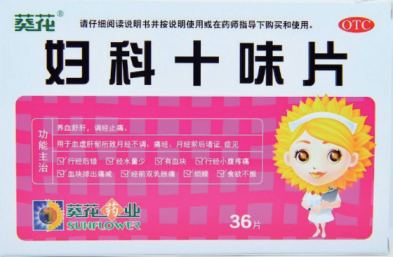 葵花
请仔细阅读说明书并按说明使用或在药师指导下购买和使用。
OTC
妇科十味片
功能主治
养血舒肝，调经止痛。
用于血虚肝郁所致月经不调、痛经、月经前后诸证，症见
☑行经后错 ☑经水量少 ☑有血块 ☑行经小腹疼痛
☑血块排出痛减 ☑经前双乳胀痛 ☑烦躁 ☑食欲不振
葵花药业
SUNFLOWER
36片